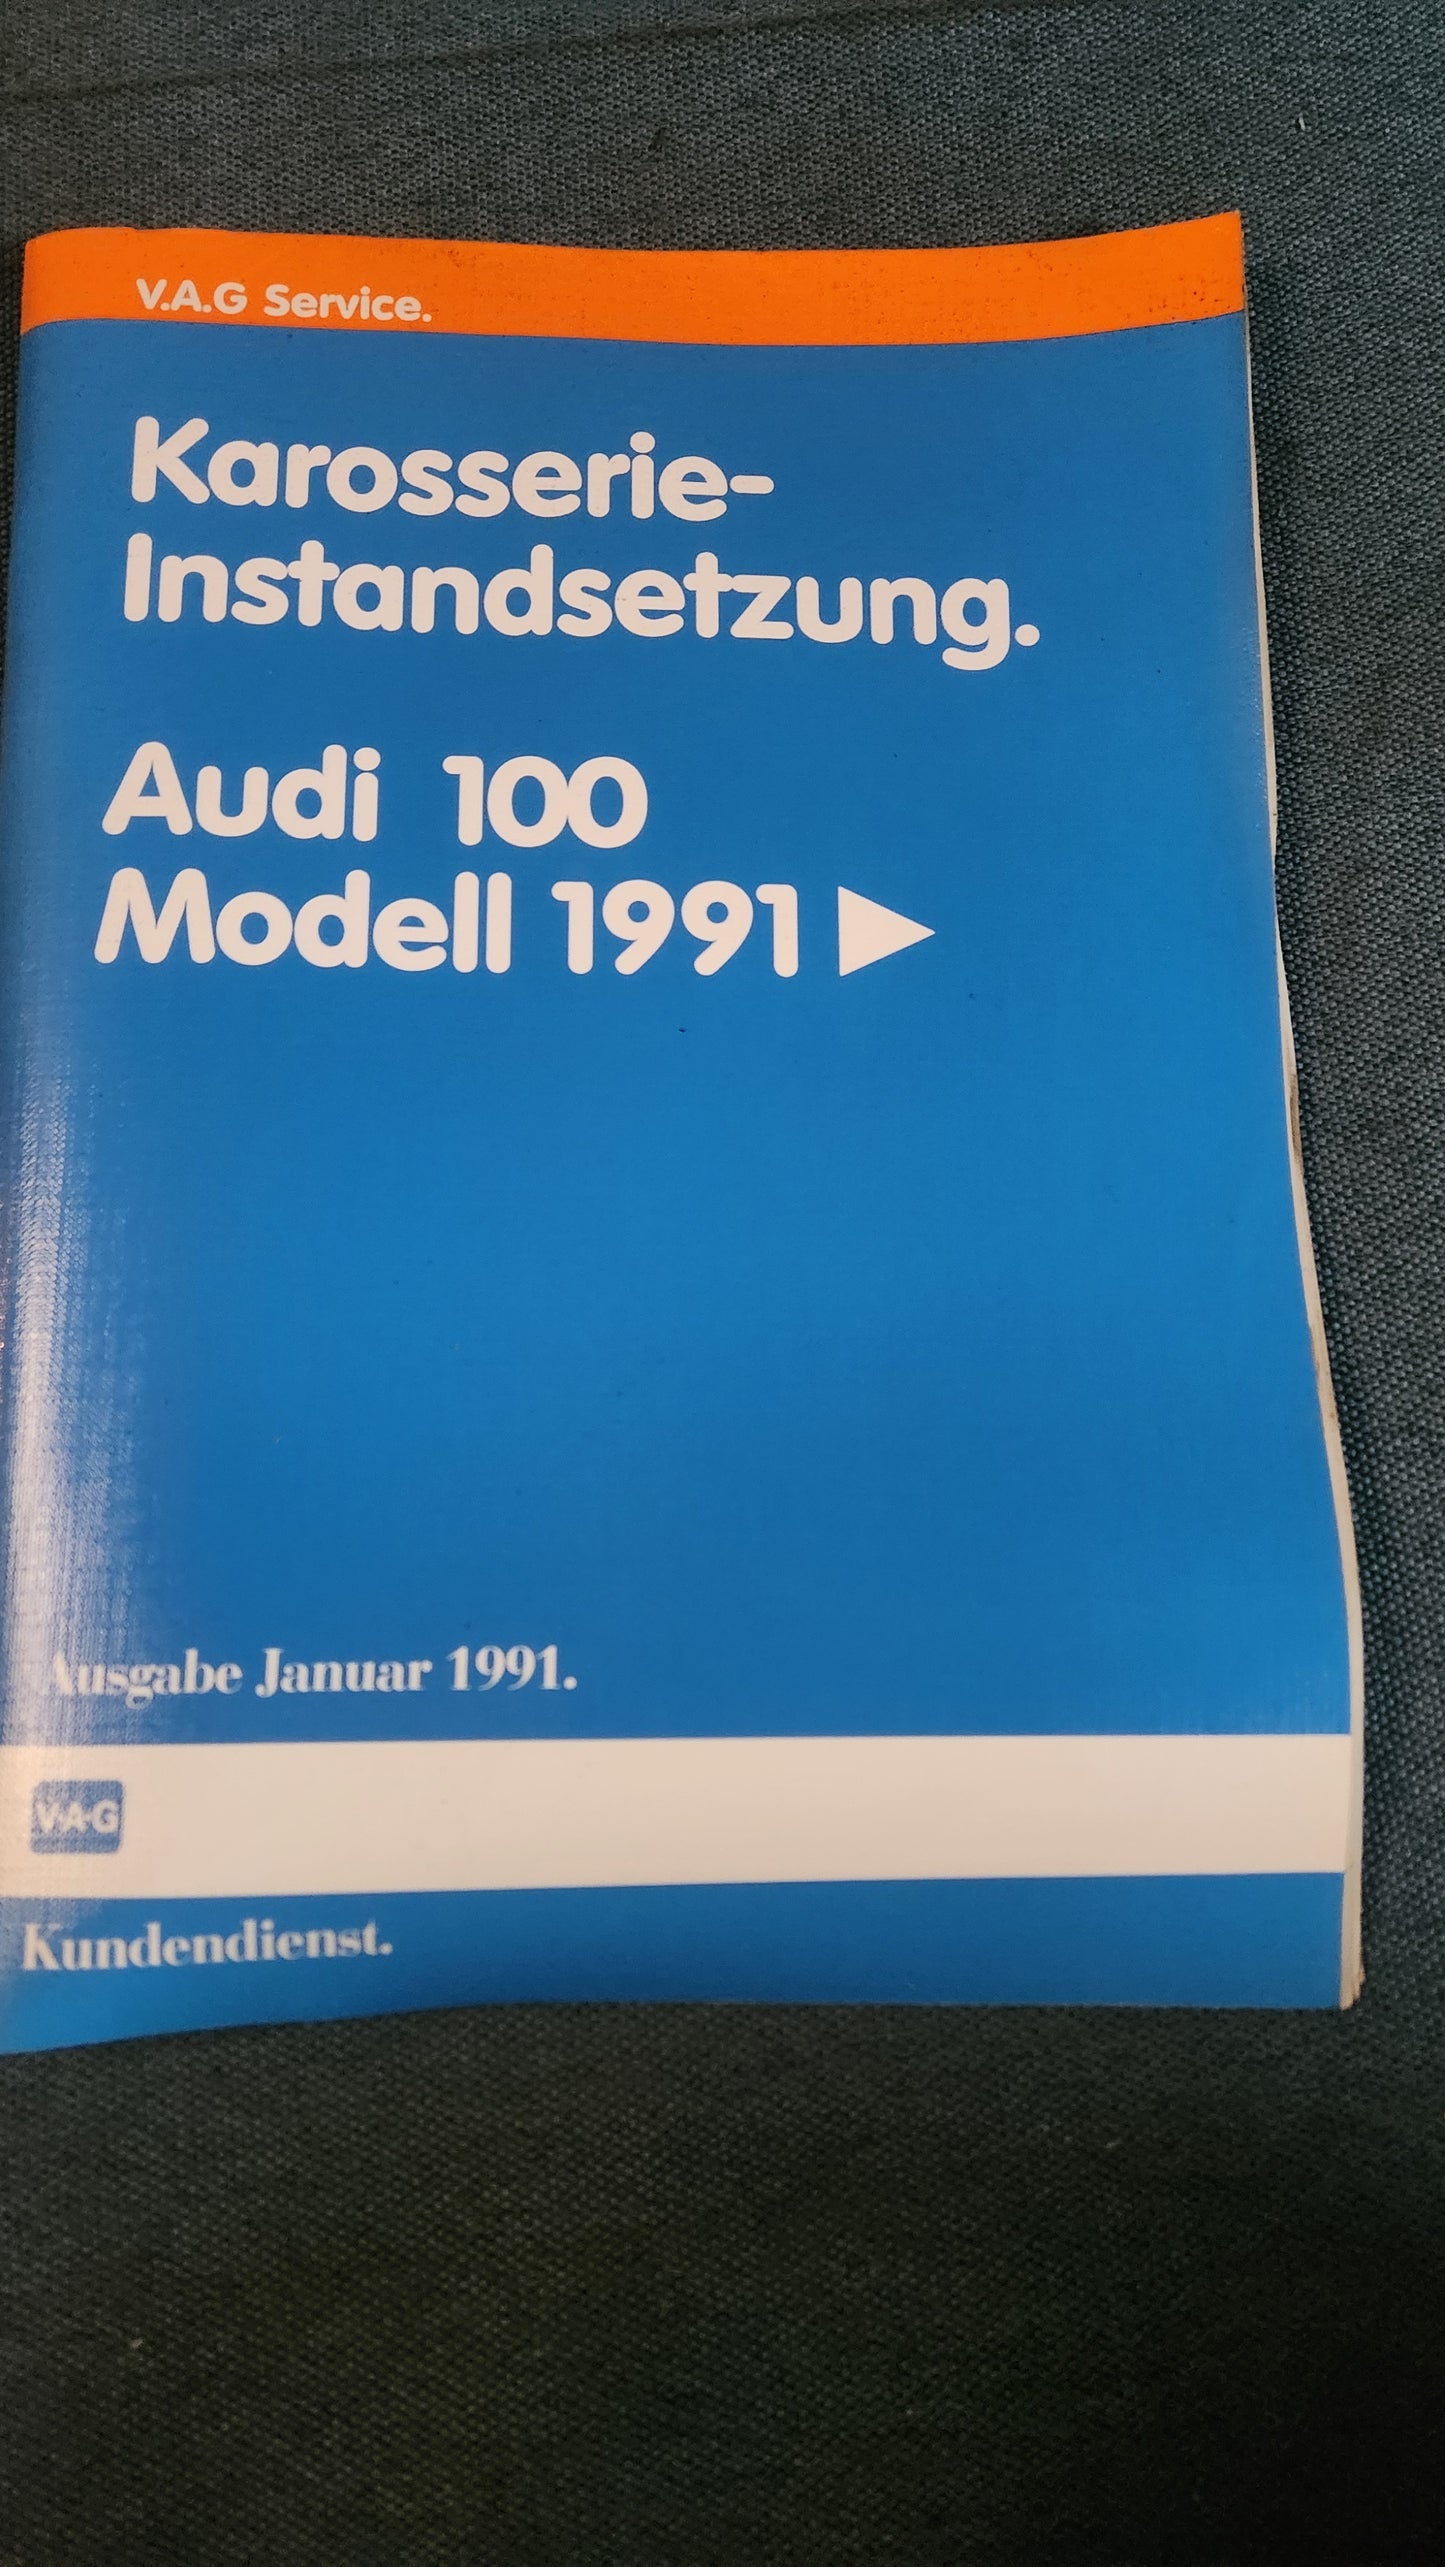 V.A.G Service.
Karosserie-
Instandsetzung.
Audi 100
Modell 1991 ▶
Ausgabe Januar 1991.
V·A·G
Kundendienst.